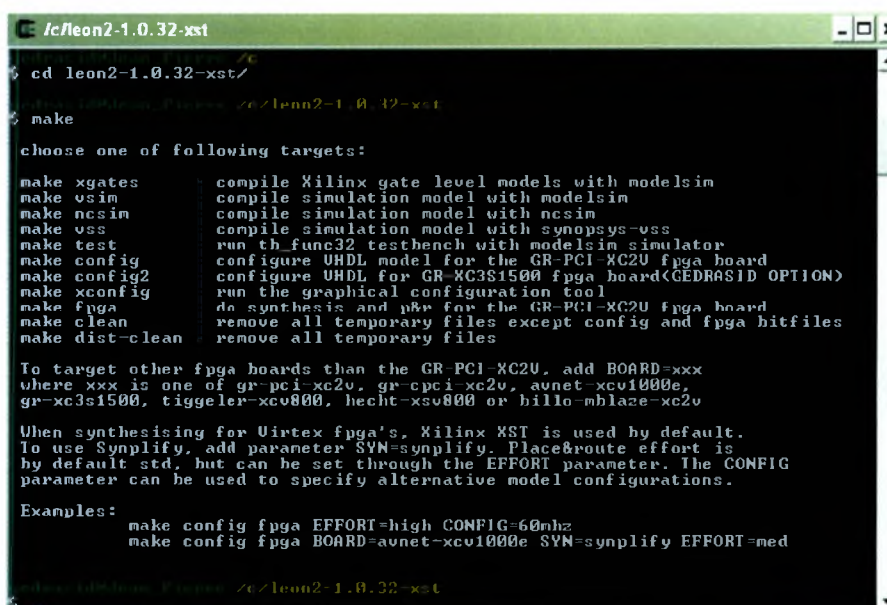 /c/leon2-1.0.32-xst
/c
$ cd leon2-1.0.32-xst/
/c/leon2-1.0.32-xst
$ make
choose one of following targets:
make xgates compile Xilinx gate level models with modelsim
make vsim compile simulation model with modelsim
make ncsim compile simulation model with ncsim
make vss compile simulation model with synopsys-vss
make test run tb_func32 testbench with modelsim simulator
make config configure VHDL model for the GR-PCI-XC2V fpga board
make config2 configure VHDL for GR-XC3S1500 fpga board(GEDRASID OPTION)
make xconfig run the graphical configuration tool
make fpga do synthesis and p&r for the GR-PCI-XC2V fpga board
make clean remove all temporary files except config and fpga bitfiles
make dist-clean remove all temporary files
To target other fpga boards than the GR-PCI-XC2V, add BOARD=xxx
where xxx is one of gr-pci-xc2v, gr-cpci-xc2v, avnet-xcv1000e,
gr-xc3s1500, tiggeler-xcv800, hecht-xsv800 or billo-mblaze-xc2v
When synthesising for Virtex fpga's, Xilinx XST is used by default.
To use Synplify, add parameter SYN=synplify. Place&route effort is
by default std, but can be set through the EFFORT parameter. The CONFIG
parameter can be used to specify alternative model configurations.
Examples:
make config fpga EFFORT=high CONFIG=60mhz
make config fpga BOARD=avnet-xcv1000e SYN=synplify EFFORT=med
/c/leon2-1.0.32-xst